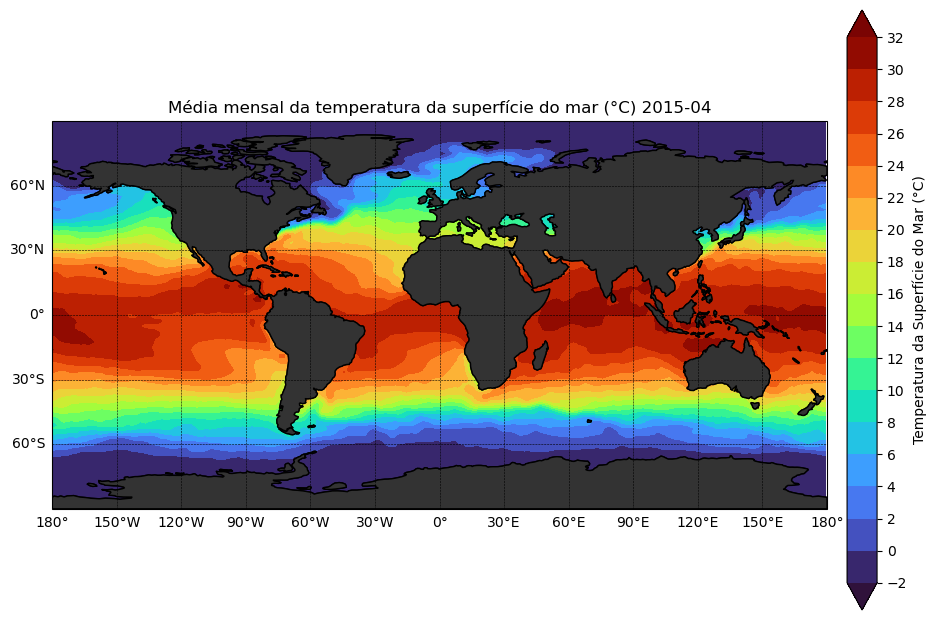 Média mensal da temperatura da superfície do mar (°C) 2015-04
60°N
30°N
0°
30°S
60°S
180° 150°W 120°W 90°W 60°W 30°W 0° 30°E 60°E 90°E 120°E 150°E 180°
32
30
28
26
24
22
20
18
16
14
12
10
8
6
4
2
0
−2
Temperatura da Superfície do Mar (°C)